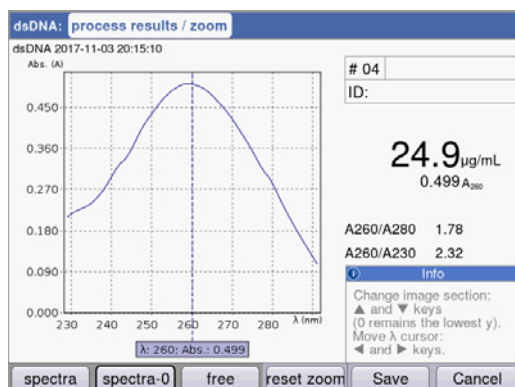 dsDNA: process results / zoom
dsDNA 2017-11-03 20:15:10
Abs. (A)
0.450
0.360
0.270
0.180
0.090
0.000
230 240 250 260 270 280 λ (nm)
λ: 260; Abs.: 0.499
# 04
ID:
24.9 µg/mL
0.499 A260
A260/A280 1.78
A260/A230 2.32
Info
Change image section:
▲ and ▼ keys
(0 remains the lowest y).
Move λ cursor:
◀ and ▶ keys.
spectra spectra-0 free reset zoom Save Cancel